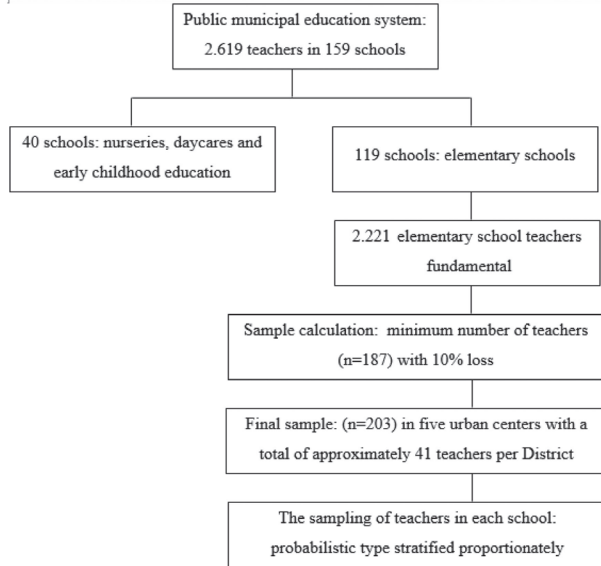 Public municipal education system:
2.619 teachers in 159 schools
40 schools: nurseries, daycares and
early childhood education
119 schools: elementary schools
2.221 elementary school teachers
fundamental
Sample calculation: minimum number of teachers
(n=187) with 10% loss
Final sample: (n=203) in five urban centers with a
total of approximately 41 teachers per District
The sampling of teachers in each school:
probabilistic type stratified proportionately